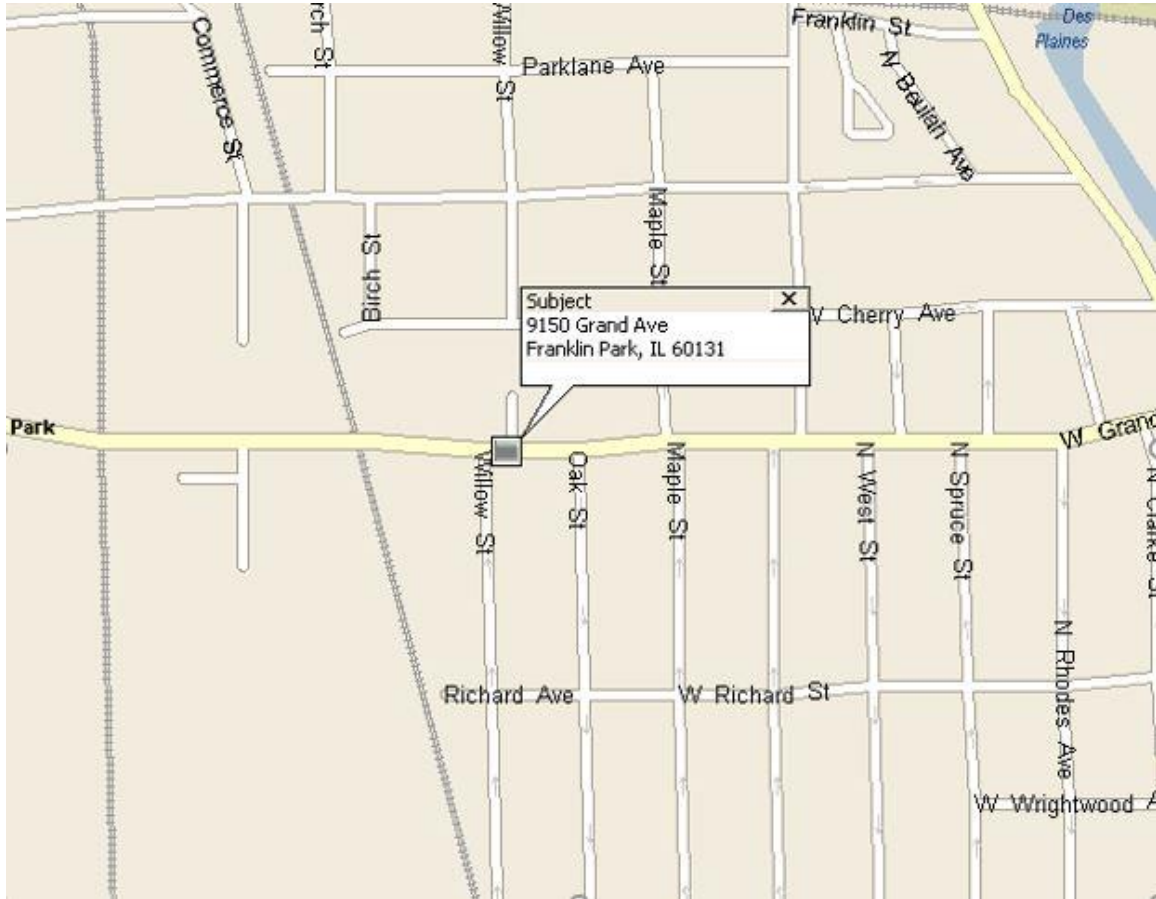 Franklin St
Des
Plaines
Commerce St
rch St
Willow St
Parklane Ave
N Beulah Ave
Maple St
Birch St
Subject
9150 Grand Ave
Franklin Park, IL 60131
W Cherry Ave
Park
W Grand
Willow St
Oak St
Maple St
N West St
N Spruce St
N Clarke St
Richard Ave
W Richard St
N Rhodes Ave
W Wrightwood A